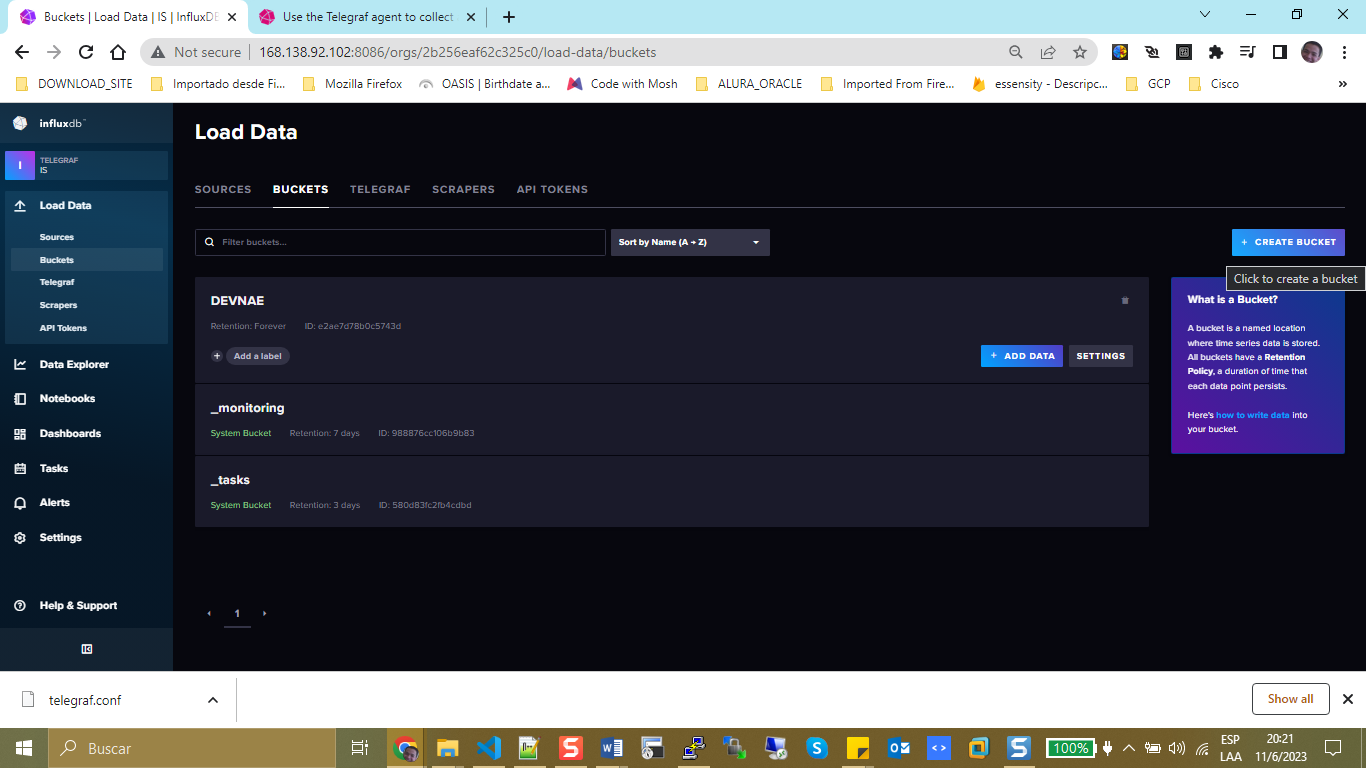 Buckets | Load Data | IS | InfluxDB
Use the Telegraf agent to collect
Not secure
168.138.92.102:8086/orgs/2b256eaf62c325c0/load-data/buckets
DOWNLOAD_SITE
Importado desde Fi...
Mozilla Firefox
OASIS | Birthdate a...
Code with Mosh
ALURA_ORACLE
Imported From Fire...
essensity - Descripc...
GCP
Cisco
»
influxdb™
I
TELEGRAF
IS
Load Data
Sources
Buckets
Telegraf
Scrapers
API Tokens
Data Explorer
Notebooks
Dashboards
Tasks
Alerts
Settings
Help & Support
Load Data
SOURCES
BUCKETS
TELEGRAF
SCRAPERS
API TOKENS
Filter buckets...
Sort by Name (A → Z)
+ CREATE BUCKET
Click to create a bucket
DEVNAE
Retention: Forever
ID: e2ae7d78b0c5743d
+ Add a label
+ ADD DATA
SETTINGS
_monitoring
System Bucket
Retention: 7 days
ID: 988876cc106b9b83
_tasks
System Bucket
Retention: 3 days
ID: 580d83fc2fb4cdbd
What is a Bucket?
A bucket is a named location
where time series data is stored.
All buckets have a Retention
Policy, a duration of time that
each data point persists.
Here's how to write data into
your bucket.
1
telegraf.conf
Show all
Buscar
100%
ESP
LAA
20:21
11/6/2023